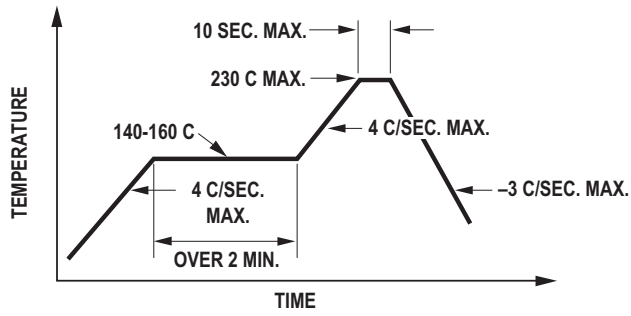 10 SEC. MAX.
230 C MAX.
4 C/SEC. MAX.
140-160 C
–3 C/SEC. MAX.
4 C/SEC.
MAX.
OVER 2 MIN.
TEMPERATURE
TIME